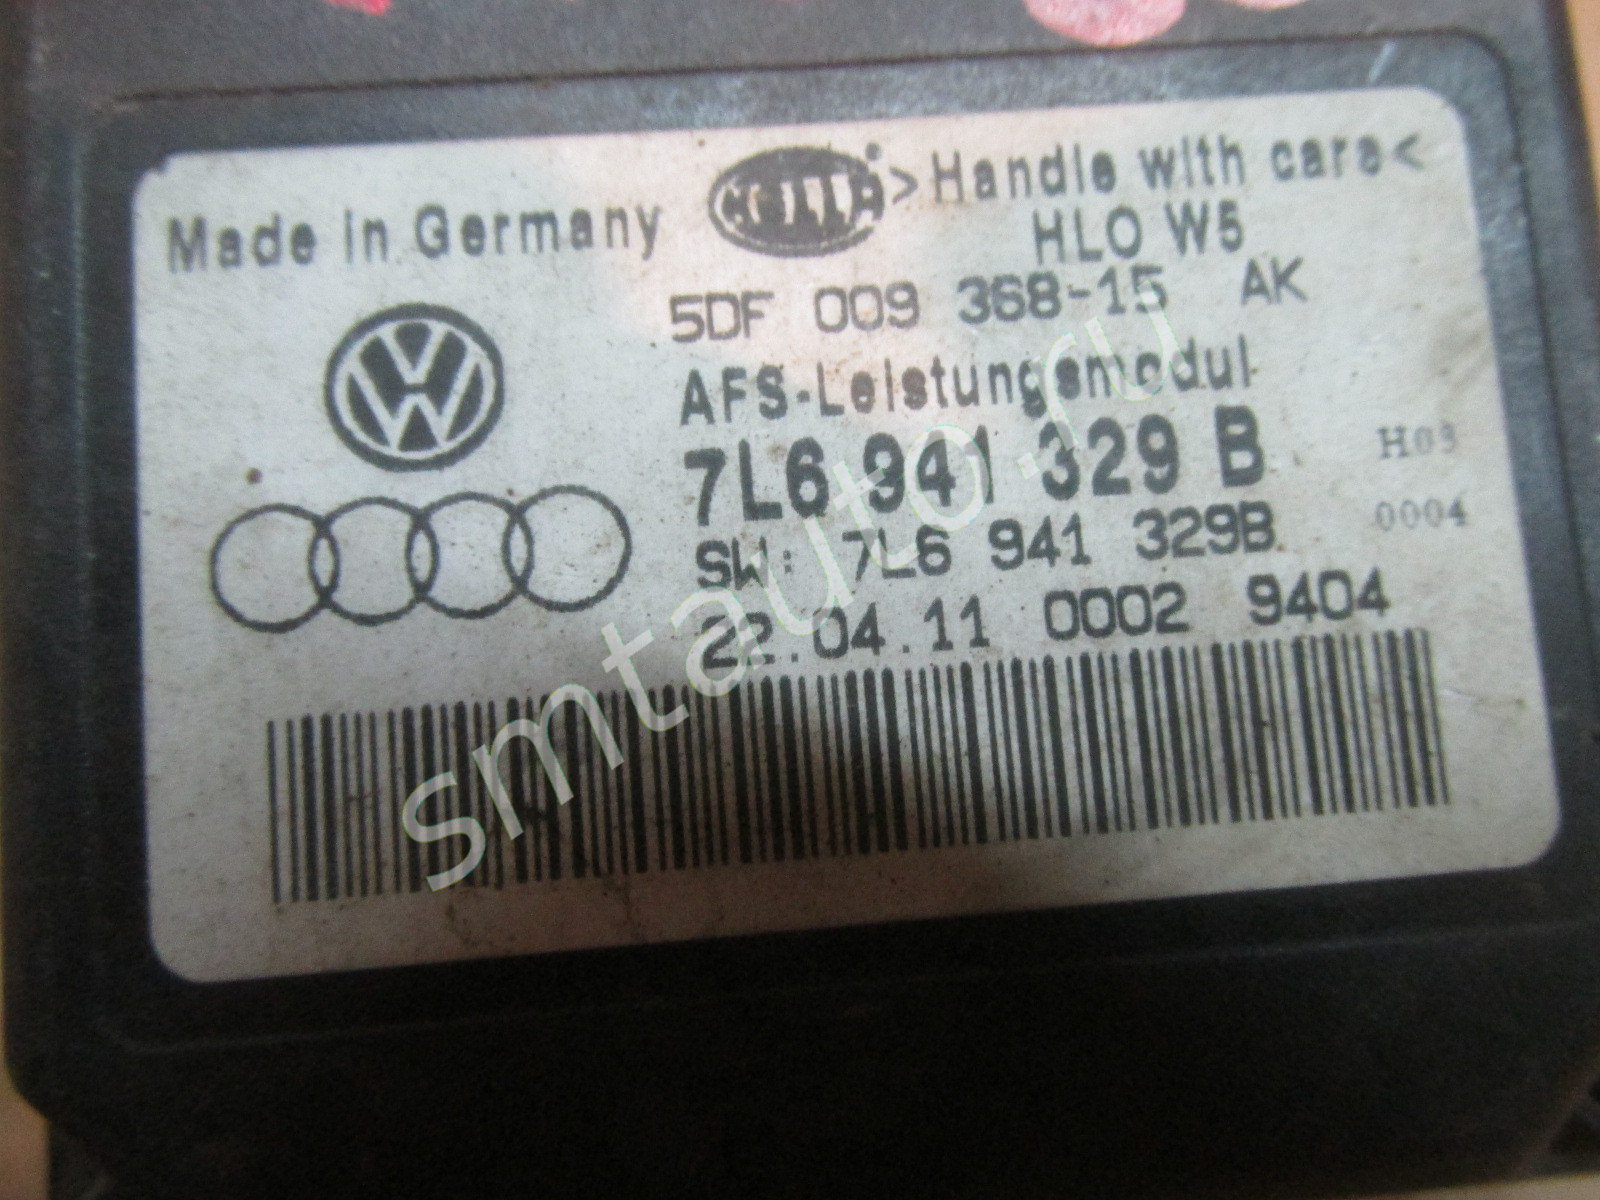 Made in Germany HELLA >Handle with care<
HLO W5
5DF 009 368-15 AK
AFS-Leistungsmodul
7L6 941 329 B H03
SW: 7L6 941 329B 0004
22.04.11 0002 9404
smtauto.ru